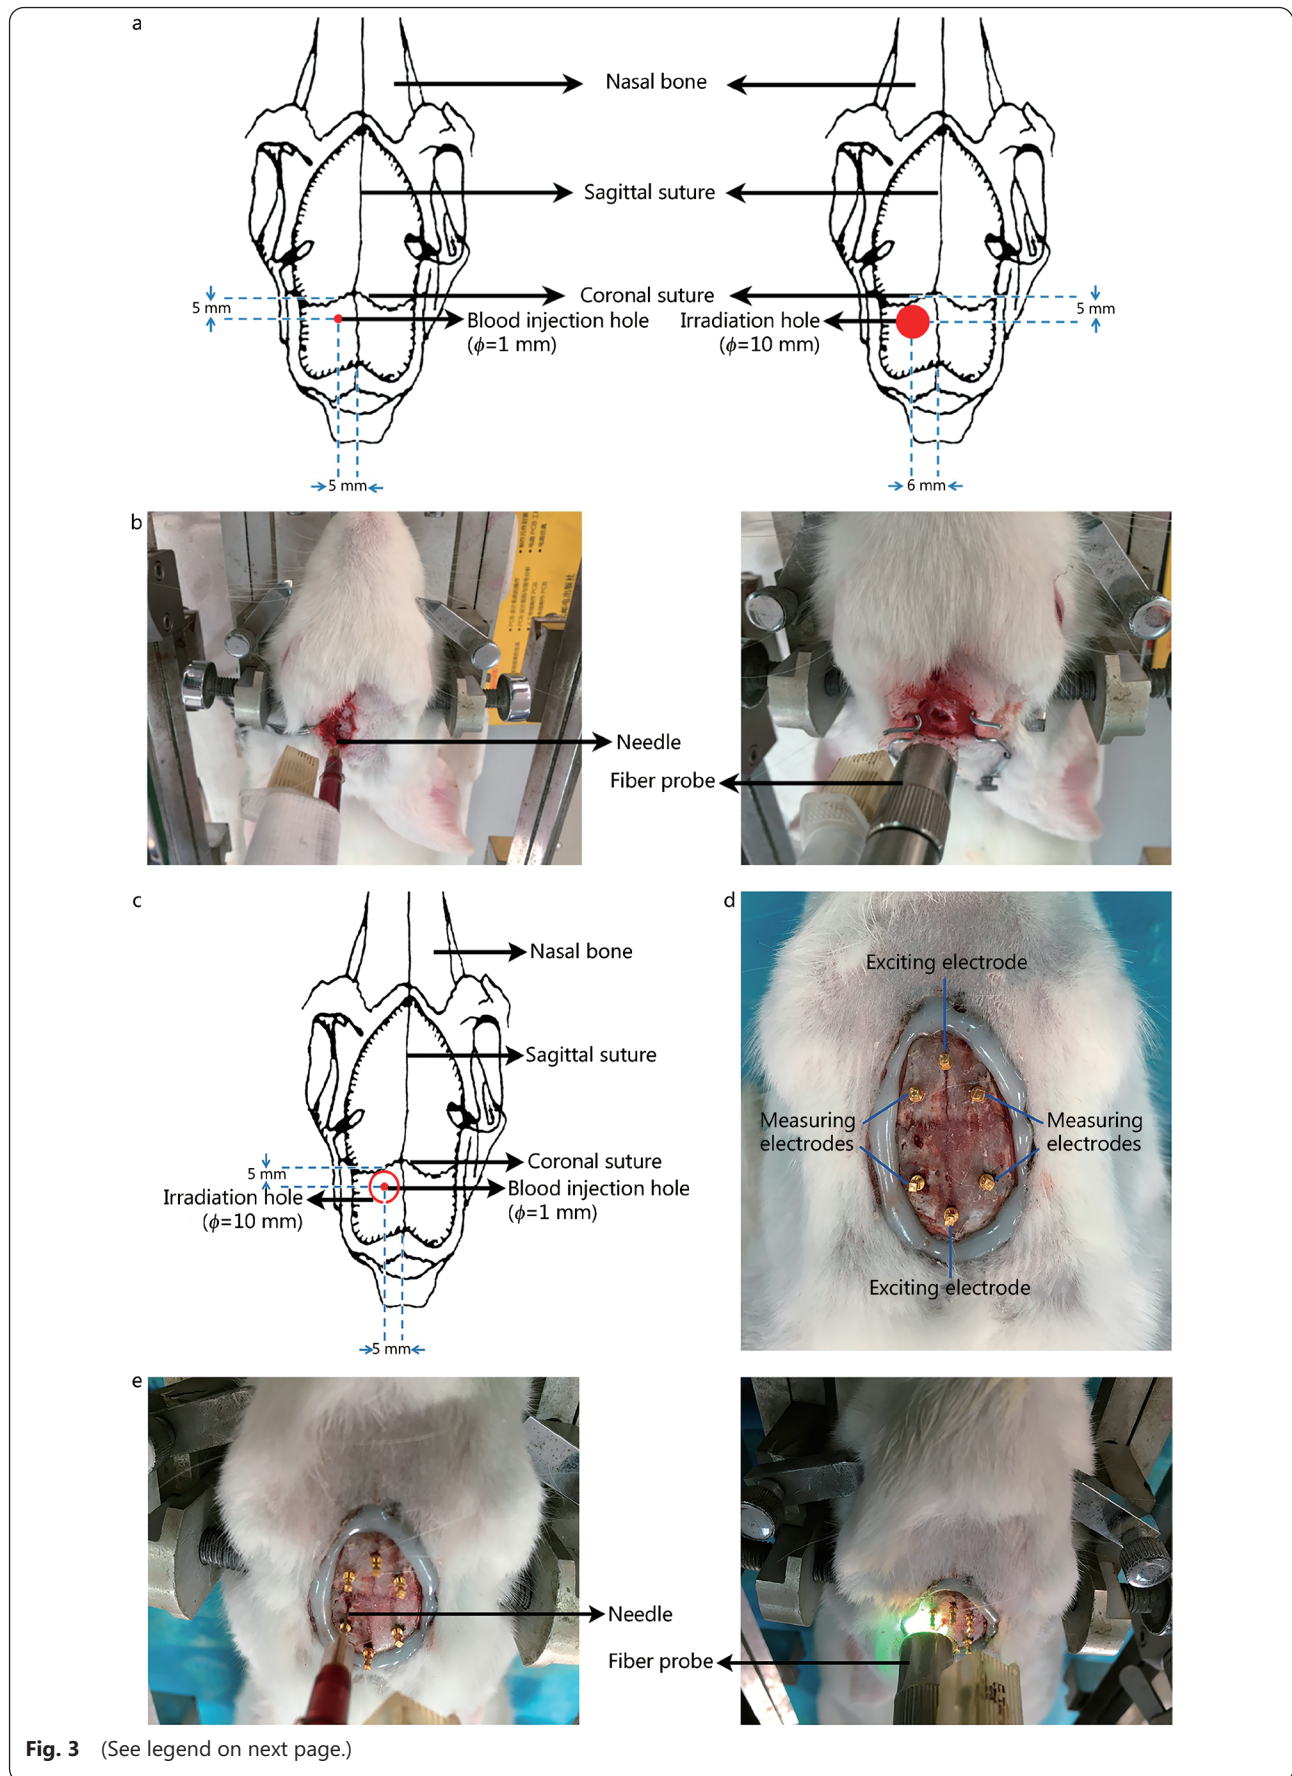 a
Nasal bone
Sagittal suture
5 mm
Coronal suture
5 mm
Blood injection hole
(ϕ=1 mm)
Irradiation hole
(ϕ=10 mm)
5 mm
6 mm
b
Needle
Fiber probe
c
Nasal bone
Sagittal suture
5 mm
Coronal suture
Irradiation hole
(ϕ=10 mm)
Blood injection hole
(ϕ=1 mm)
5 mm
d
Exciting electrode
Measuring
electrodes
Measuring
electrodes
Exciting electrode
e
Needle
Fiber probe
Fig. 3 (See legend on next page.)